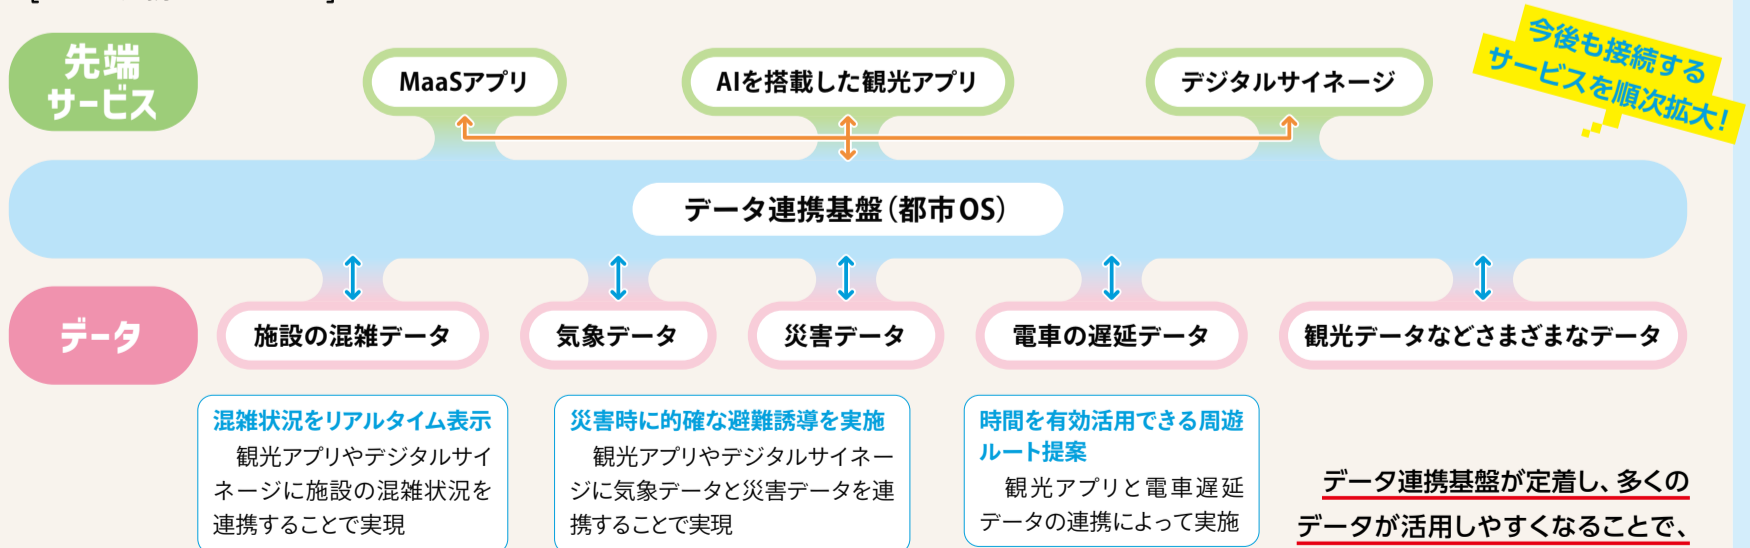 先端
サービス
MaaSアプリ
AIを搭載した観光アプリ
デジタルサイネージ
今後も接続する
サービスを順次拡大!
データ連携基盤(都市OS)
データ
施設の混雑データ
気象データ
災害データ
電車の遅延データ
観光データなどさまざまなデータ
混雑状況をリアルタイム表示
観光アプリやデジタルサイ
ネージに施設の混雑状況を
連携することで実現
災害時に的確な避難誘導を実施
観光アプリやデジタルサイネー
ジに気象データと災害データを連
携することで実現
時間を有効活用できる周遊
ルート提案
観光アプリと電車遅延
データの連携によって実施
データ連携基盤が定着し、多くの
データが活用しやすくなることで、